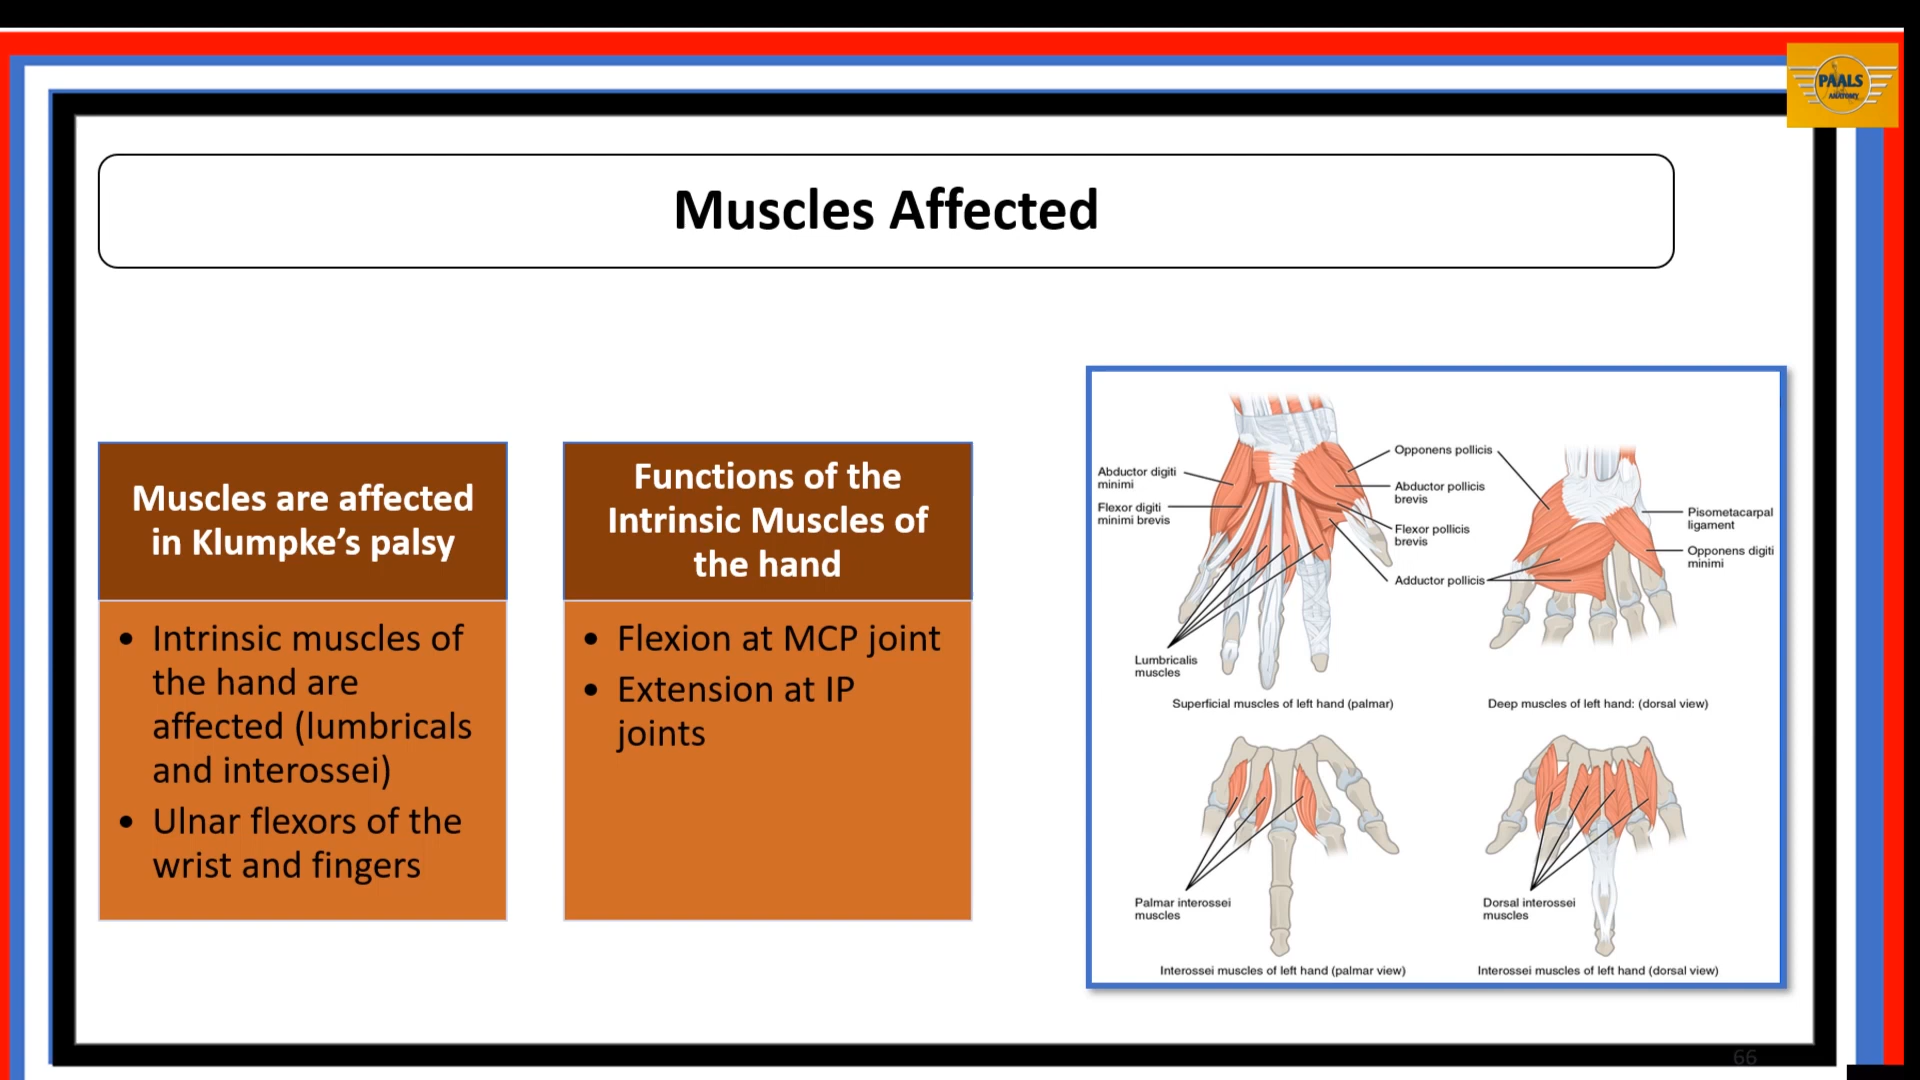 PAALS
ANATOMY
Muscles Affected
Muscles are affected
in Klumpke’s palsy
• Intrinsic muscles of
the hand are
affected (lumbricals
and interossei)
• Ulnar flexors of the
wrist and fingers
Functions of the
Intrinsic Muscles of
the hand
• Flexion at MCP joint
• Extension at IP
joints
Abductor digiti
minimi
Flexor digiti
minimi brevis
Lumbricalis
muscles
Opponens pollicis
Abductor pollicis
brevis
Flexor pollicis
brevis
Adductor pollicis
Pisometacarpal
ligament
Opponens digiti
minimi
Superficial muscles of left hand (palmar)
Deep muscles of left hand: (dorsal view)
Palmar interossei
muscles
Dorsal interossei
muscles
Interossei muscles of left hand (palmar view)
Interossei muscles of left hand (dorsal view)
66